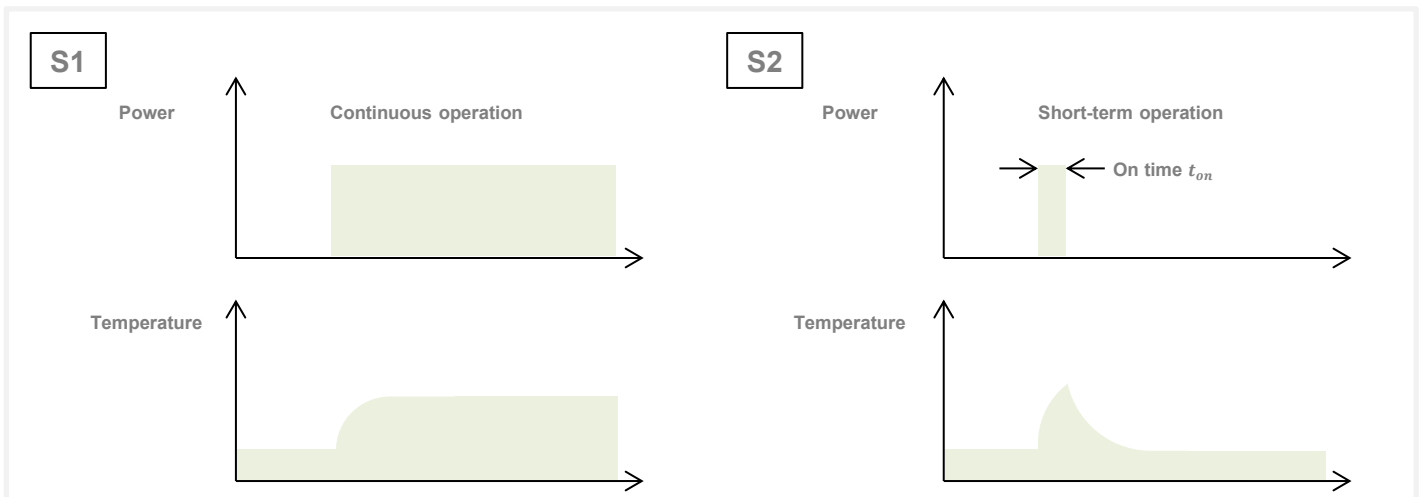 S1
Power
Continuous operation
Temperature
S2
Power
Short-term operation
On time t_on
Temperature